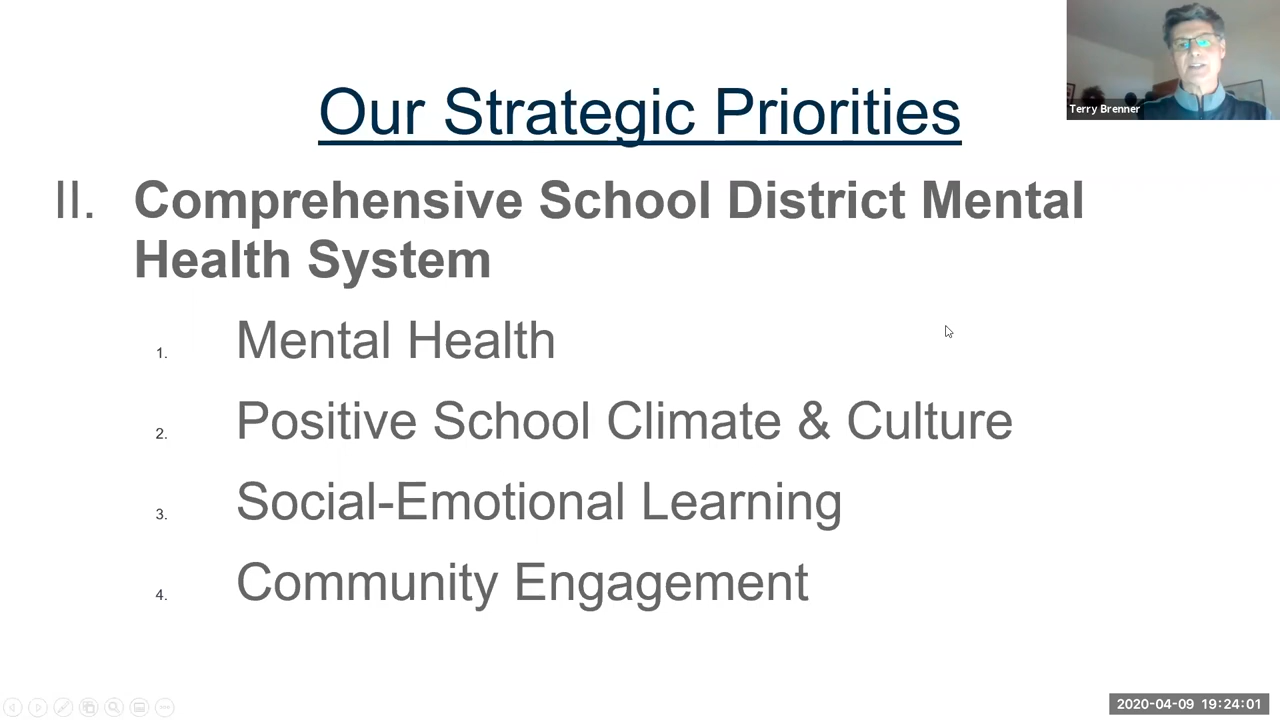 Our Strategic Priorities
Terry Brenner
II. Comprehensive School District Mental
Health System
1. Mental Health
2. Positive School Climate & Culture
3. Social-Emotional Learning
4. Community Engagement
2020-04-09 19:24:01